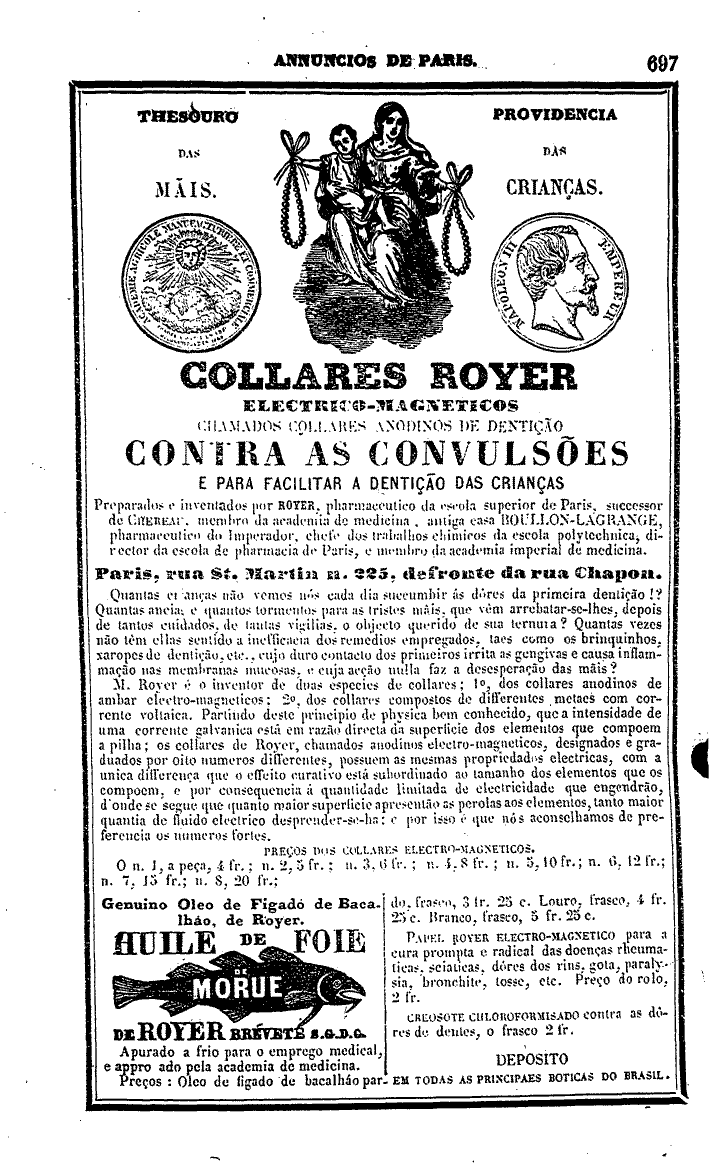 ANNUNCIOS DE PARIS.
697
THESOURO
DAS
MÃIS.
PROVIDENCIA
DAS
CRIANÇAS.
ACADEMIE AGRICOLE MANUFACTURIERE ET COMMERCIALE
NAPOLEON III EMPEREUR
COLLARES ROYER
ELECTRICO-MAGNETICOS
CHAMADOS COLLARES ANODINOS DE DENTIÇÃO
CONTRA AS CONVULSÕES
E PARA FACILITAR A DENTIÇÃO DAS CRIANÇAS
Preparados e inventados por ROYER, pharmaceutico da escola superior de Paris, successor
de CHEREAU, membro da academia de medicina, antiga casa BOULLON-LAGRANGE,
pharmaceutico do Imperador, chefe dos trabalhos chimicos da escola polytechnica, di-
rector da escola de pharmacia de Paris, e membro da academia imperial de medicina.
Paris, rua St. Martin n. 225, defronte da rua Chapon.
Quantas crianças não vemos nós cada dia succumbir ás dôres da primeira dentição !?
Quantas ancias e quantos tormentos para as tristes mãis, que vêm arrebatar-se-lhes, depois
de tantos cuidados, de tantas vigilias, o objecto querido de sua ternura ? Quantas vezes
não têm ellas sentido a inefficacia dos remedios empregados, taes como os brinquinhos,
xaropes de dentição, etc., cujo duro contacto dos primeiros irrita as gengivas e causa inflam-
mação nas membranas mucosas, e cuja acção nulla faz a desesperação das mãis ?
M. Royer é o inventor de duas especies de collares ; 1º, dos collares anodinos de
ambar electro-magneticos; 2º, dos collares compostos de differentes metaes com cor-
rente voltaica. Partindo deste principio de physica bem conhecido, que a intensidade de
uma corrente galvanica está em razão directa da superficie dos elementos que compoem
a pilha; os collares de Royer, chamados anodinos electro-magneticos, designados e gra-
duados por oito numeros differentes, possuem as mesmas propriedades electricas, com a
unica differença que o effeito curativo está subordinado ao tamanho dos elementos que os
compoem, e por consequencia á quantidade limitada de electricidade que engendrão,
d'onde se segue que quanto maior superficie apresentão as perolas aos elementos, tanto maior
quantia de fluido electrico desprender-se-ha; e por isso é que nós aconselhamos de pre-
ferencia os numeros fortes.
PREÇOS DOS COLLARES ELECTRO-MAGNETICOS.
O n. 1, a peça, 4 fr. ; n. 2, 5 fr. ; n. 3, 6 fr. ; n. 4, 8 fr. ; n. 5, 10 fr.; n. 6, 12 fr.;
n. 7, 15 fr.; n. 8, 20 fr.;
Genuino Oleo de Figado de Baca-
lháo, de Royer.
HUILE DE FOIE
DE
MORUE
DE ROYER BRÉVETÉ S.G.D.G.
Apurado a frio para o emprego medical,
e appro ado pela academia de medicina.
Preços : Oleo de figado de bacalháo par-
do, frasco, 3 fr. 25 c. Louro, frasco, 4 fr.
25 c. Branco, frasco, 5 fr. 25 c.
PAPEL ROYER ELECTRO-MAGNETICO para a
cura prompta e radical das doenças rheuma-
ticas, sciaticas, dôres dos rins, gota, paraly-
sia, bronchite, tosse, etc. Preço do rolo,
2 fr.
CREOSOTE CHLOROFORMISADO contra as dô-
res de dentes, o frasco 2 fr.
DEPOSITO
EM TODAS AS PRINCIPAES BOTICAS DO BRASIL.